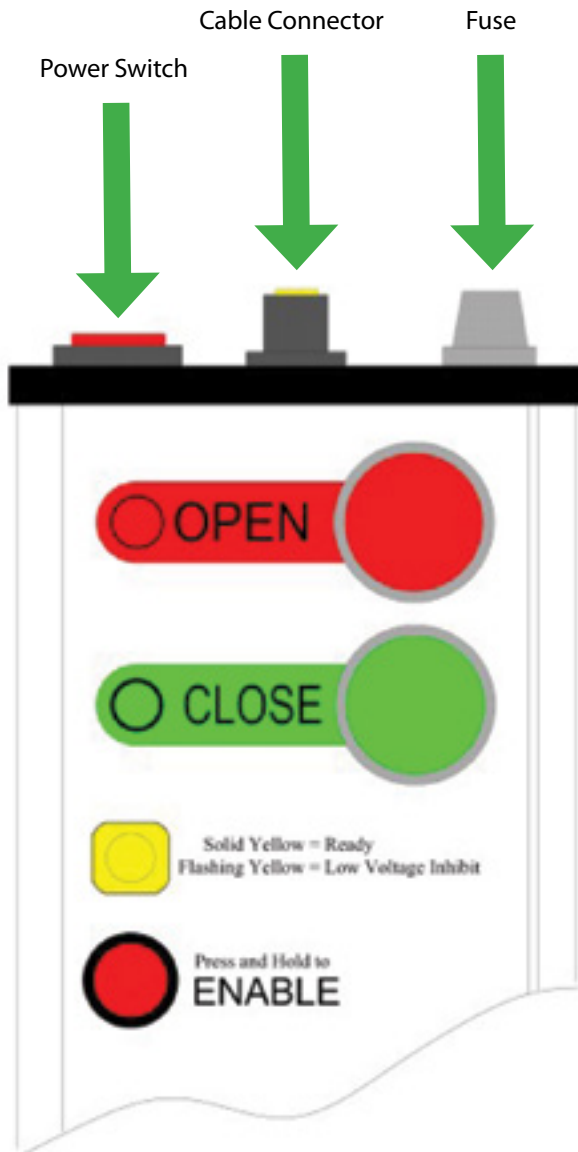 Cable Connector
Fuse
Power Switch
OPEN
CLOSE
Solid Yellow = Ready
Flashing Yellow = Low Voltage Inhibit
Press and Hold to
ENABLE